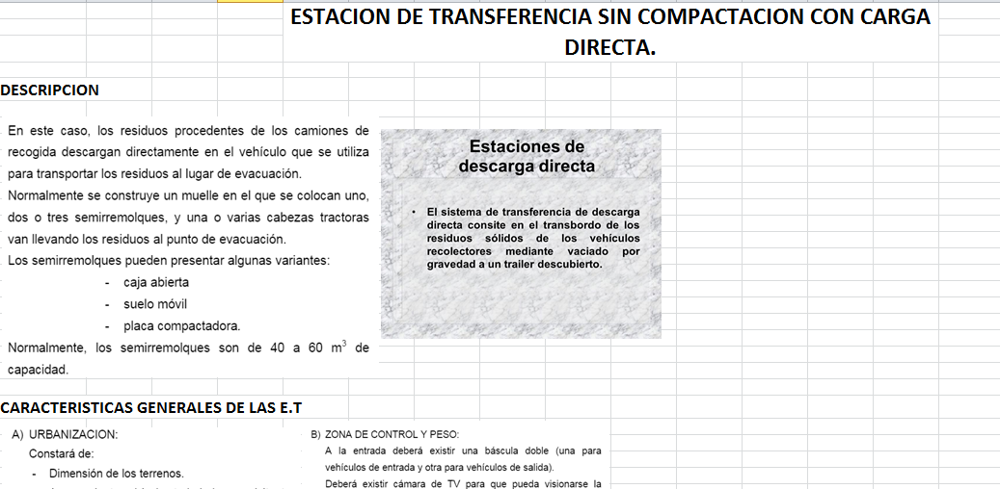 ESTACION DE TRANSFERENCIA SIN COMPACTACION CON CARGA
DIRECTA.
DESCRIPCION
En este caso, los residuos procedentes de los camiones de
recogida descargan directamente en el vehículo que se utiliza
para transportar los residuos al lugar de evacuación.
Normalmente se construye un muelle en el que se colocan uno,
dos o tres semirremolques, y una o varias cabezas tractoras
van llevando los residuos al punto de evacuación.
Los semirremolques pueden presentar algunas variantes:
- caja abierta
- suelo móvil
- placa compactadora.
Normalmente, los semirremolques son de 40 a 60 m³ de
capacidad.
Estaciones de
descarga directa
• El sistema de transferencia de descarga
directa consite en el transbordo de los
residuos sólidos de los vehículos
recolectores mediante vaciado por
gravedad a un trailer descubierto.
CARACTERISTICAS GENERALES DE LAS E.T
A) URBANIZACION:
Constará de:
- Dimensión de los terrenos.
B) ZONA DE CONTROL Y PESO:
A la entrada deberá existir una báscula doble (una para
vehículos de entrada y otra para vehículos de salida).
Deberá existir cámara de TV para que pueda visionarse la